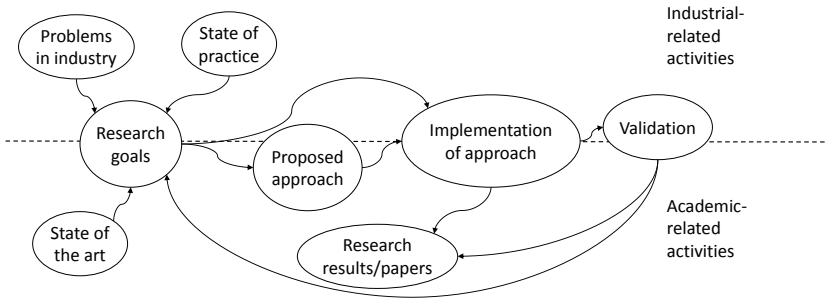 Problems
in industry
State of
practice
Industrial-
related
activities
Research
goals
Proposed
approach
Implementation
of approach
Validation
State of
the art
Research
results/papers
Academic-
related
activities